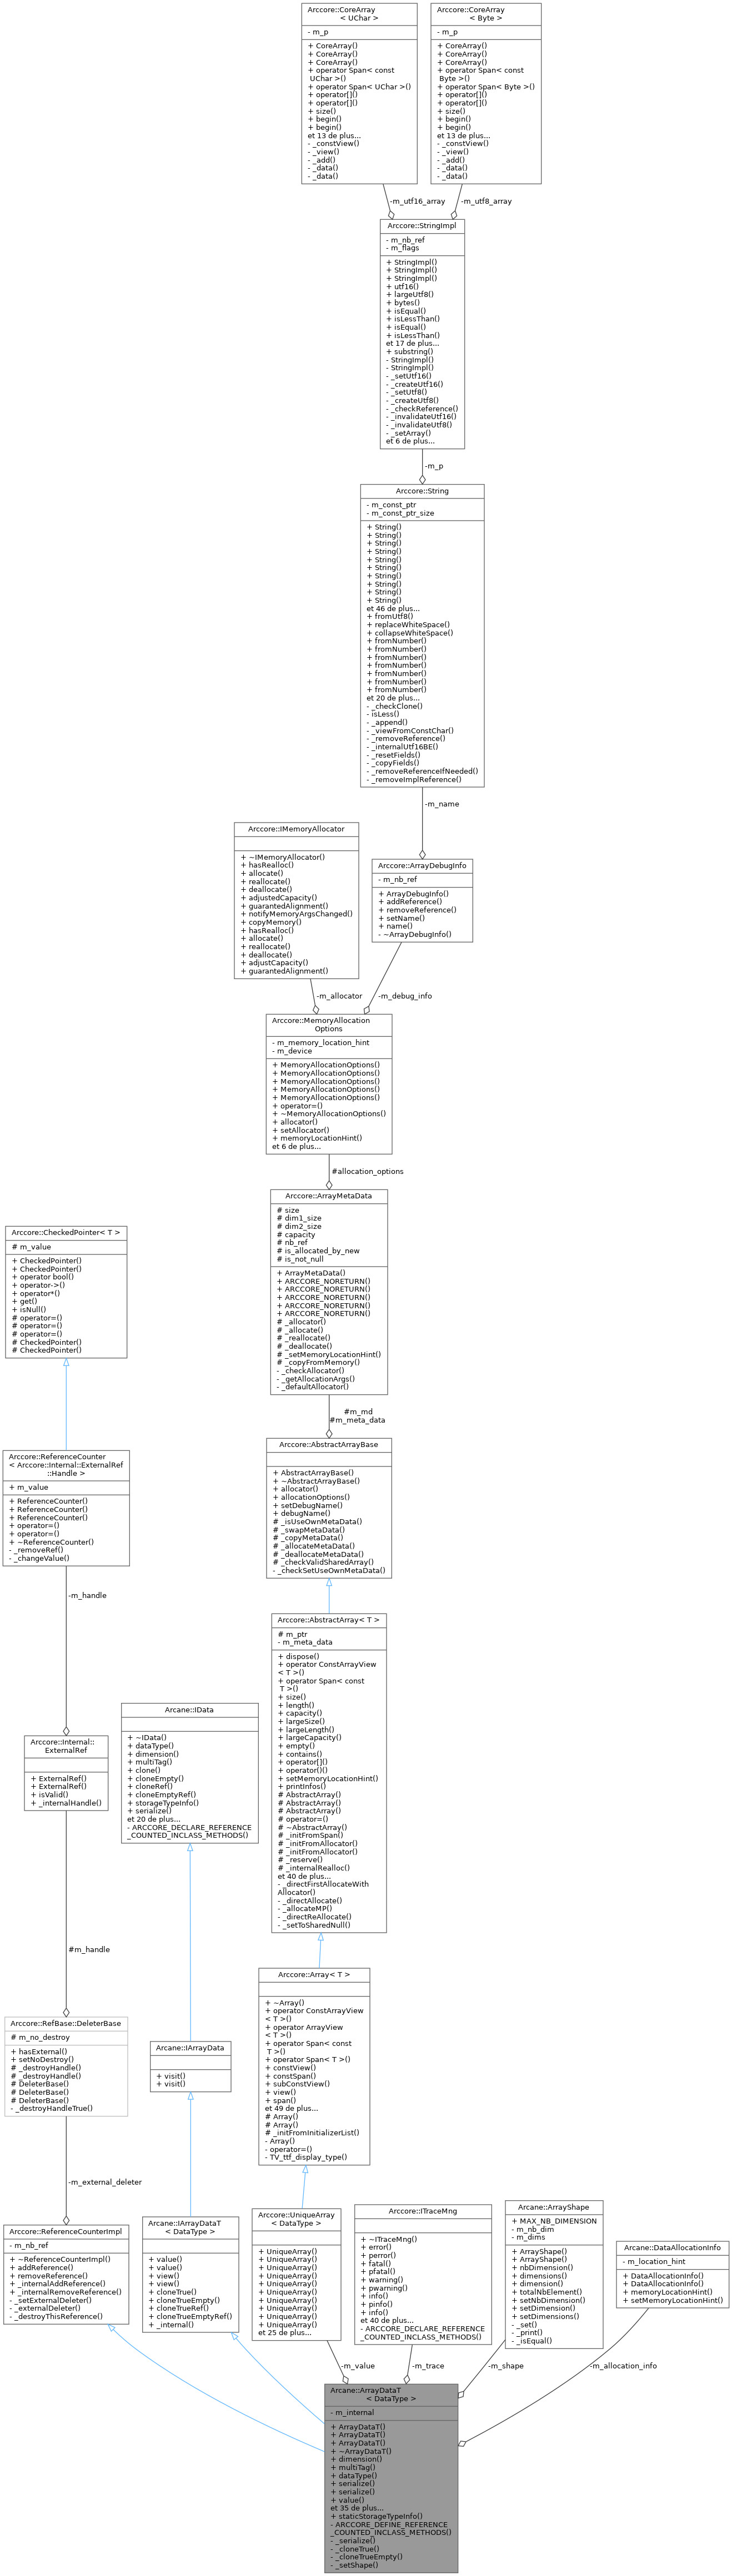 Arccore::CoreArray
< UChar >
- m_p
+ CoreArray()
+ CoreArray()
+ CoreArray()
+ operator Span< const
UChar >()
+ operator Span< UChar >()
+ operator[]()
+ operator[]()
+ size()
+ begin()
+ begin()
et 13 de plus...
- _constView()
- _view()
- _add()
- _data()
- _data()
Arccore::CoreArray
< Byte >
- m_p
+ CoreArray()
+ CoreArray()
+ CoreArray()
+ operator Span< const
Byte >()
+ operator Span< Byte >()
+ operator[]()
+ operator[]()
+ size()
+ begin()
+ begin()
et 13 de plus...
- _constView()
- _view()
- _add()
- _data()
- _data()
-m_utf16_array
-m_utf8_array
Arccore::StringImpl
- m_nb_ref
- m_flags
+ StringImpl()
+ StringImpl()
+ StringImpl()
+ utf16()
+ largeUtf8()
+ bytes()
+ isEqual()
+ isLessThan()
+ isEqual()
+ isLessThan()
et 17 de plus...
+ substring()
- StringImpl()
- StringImpl()
- _setUtf16()
- _createUtf16()
- _setUtf8()
- _createUtf8()
- _checkReference()
- _invalidateUtf16()
- _invalidateUtf8()
- _setArray()
et 6 de plus...
-m_p
Arccore::String
- m_const_ptr
- m_const_ptr_size
+ String()
+ String()
+ String()
+ String()
+ String()
+ String()
+ String()
+ String()
+ String()
+ String()
et 46 de plus...
+ fromUtf8()
+ replaceWhiteSpace()
+ collapseWhiteSpace()
+ fromNumber()
+ fromNumber()
+ fromNumber()
+ fromNumber()
+ fromNumber()
+ fromNumber()
+ fromNumber()
et 20 de plus...
- _checkClone()
- isLess()
- _append()
- _viewFromConstChar()
- _removeReference()
- _internalUtf16BE()
- _resetFields()
- _copyFields()
- _removeReferenceIfNeeded()
- _removeImplReference()
-m_name
Arccore::IMemoryAllocator
+ ~IMemoryAllocator()
+ hasRealloc()
+ allocate()
+ reallocate()
+ deallocate()
+ adjustedCapacity()
+ guarantedAlignment()
+ notifyMemoryArgsChanged()
+ copyMemory()
+ hasRealloc()
+ allocate()
+ reallocate()
+ deallocate()
+ adjustCapacity()
+ guarantedAlignment()
Arccore::ArrayDebugInfo
- m_nb_ref
+ ArrayDebugInfo()
+ addReference()
+ removeReference()
+ setName()
+ name()
- ~ArrayDebugInfo()
-m_allocator
-m_debug_info
Arccore::MemoryAllocation
Options
- m_memory_location_hint
- m_device
+ MemoryAllocationOptions()
+ MemoryAllocationOptions()
+ MemoryAllocationOptions()
+ MemoryAllocationOptions()
+ MemoryAllocationOptions()
+ operator=()
+ ~MemoryAllocationOptions()
+ allocator()
+ setAllocator()
+ memoryLocationHint()
et 6 de plus...
#allocation_options
Arccore::ArrayMetaData
# size
# dim1_size
# dim2_size
# capacity
# nb_ref
# is_allocated_by_new
# is_not_null
+ ArrayMetaData()
+ ARCCORE_NORETURN()
+ ARCCORE_NORETURN()
+ ARCCORE_NORETURN()
+ ARCCORE_NORETURN()
+ ARCCORE_NORETURN()
# _allocator()
# _allocate()
# _reallocate()
# _deallocate()
# _setMemoryLocationHint()
# _copyFromMemory()
- _checkAllocator()
- _getAllocationArgs()
- _defaultAllocator()
#m_md
#m_meta_data
Arccore::CheckedPointer< T >
# m_value
+ CheckedPointer()
+ CheckedPointer()
+ operator bool()
+ operator->()
+ operator*()
+ get()
+ isNull()
# operator=()
# operator=()
# operator=()
# CheckedPointer()
# CheckedPointer()
Arccore::AbstractArrayBase
+ AbstractArrayBase()
+ ~AbstractArrayBase()
+ allocator()
+ allocationOptions()
+ setDebugName()
+ debugName()
# _isUseOwnMetaData()
# _swapMetaData()
# _copyMetaData()
# _allocateMetaData()
# _deallocateMetaData()
# _checkValidSharedArray()
- _checkSetUseOwnMetaData()
Arccore::ReferenceCounter
< Arccore::Internal::ExternalRef
::Handle >
+ m_value
+ ReferenceCounter()
+ ReferenceCounter()
+ ReferenceCounter()
+ operator=()
+ operator=()
+ ~ReferenceCounter()
- _removeRef()
- _changeValue()
-m_handle
Arccore::AbstractArray< T >
# m_ptr
- m_meta_data
+ dispose()
+ operator ConstArrayView
< T >()
+ operator Span< const
T >()
+ size()
+ length()
+ capacity()
+ largeSize()
+ largeLength()
+ largeCapacity()
+ empty()
+ contains()
+ operator[]()
+ operator()()
+ setMemoryLocationHint()
+ printInfos()
# AbstractArray()
# AbstractArray()
# AbstractArray()
# operator=()
# ~AbstractArray()
# _initFromSpan()
# _initFromAllocator()
# _initFromAllocator()
# _reserve()
# _internalRealloc()
et 40 de plus...
- _directFirstAllocateWith
Allocator()
- _directAllocate()
- _allocateMP()
- _directReAllocate()
- _setToSharedNull()
Arccore::Internal::
ExternalRef
+ ExternalRef()
+ ExternalRef()
+ isValid()
+ _internalHandle()
#m_handle
Arcane::IData
+ ~IData()
+ dataType()
+ dimension()
+ multiTag()
+ clone()
+ cloneEmpty()
+ cloneRef()
+ cloneEmptyRef()
+ storageTypeInfo()
+ serialize()
et 20 de plus...
- ARCCORE_DECLARE_REFERENCE
_COUNTED_INCLASS_METHODS()
Arccore::Array< T >
+ ~Array()
+ operator ConstArrayView
< T >()
+ operator ArrayView
< T >()
+ operator Span< const
T >()
+ operator Span< T >()
+ constView()
+ constSpan()
+ subConstView()
+ view()
+ span()
et 49 de plus...
# Array()
# Array()
# _initFromInitializerList()
- Array()
- operator=()
- TV_ttf_display_type()
Arccore::RefBase::DeleterBase
# m_no_destroy
+ hasExternal()
+ setNoDestroy()
# _destroyHandle()
# _destroyHandle()
# DeleterBase()
# DeleterBase()
# DeleterBase()
- _destroyHandleTrue()
-m_external_deleter
Arcane::IArrayData
+ visit()
+ visit()
Arccore::ReferenceCounterImpl
- m_nb_ref
+ ~ReferenceCounterImpl()
+ addReference()
+ removeReference()
+ _internalAddReference()
+ _internalRemoveReference()
- _setExternalDeleter()
- _externalDeleter()
- _destroyThisReference()
Arcane::IArrayDataT
< DataType >
+ value()
+ value()
+ view()
+ view()
+ cloneTrue()
+ cloneTrueEmpty()
+ cloneTrueRef()
+ cloneTrueEmptyRef()
+ _internal()
Arccore::UniqueArray
< DataType >
+ UniqueArray()
+ UniqueArray()
+ UniqueArray()
+ UniqueArray()
+ UniqueArray()
+ UniqueArray()
+ UniqueArray()
+ UniqueArray()
+ UniqueArray()
+ UniqueArray()
et 25 de plus...
Arccore::ITraceMng
+ ~ITraceMng()
+ error()
+ perror()
+ fatal()
+ pfatal()
+ warning()
+ pwarning()
+ info()
+ pinfo()
+ info()
et 40 de plus...
- ARCCORE_DECLARE_REFERENCE
_COUNTED_INCLASS_METHODS()
Arcane::ArrayShape
+ MAX_NB_DIMENSION
- m_nb_dim
- m_dims
+ ArrayShape()
+ ArrayShape()
+ nbDimension()
+ dimensions()
+ dimension()
+ totalNbElement()
+ setNbDimension()
+ setDimension()
+ setDimensions()
- _set()
- _print()
- _isEqual()
Arcane::DataAllocationInfo
- m_location_hint
+ DataAllocationInfo()
+ DataAllocationInfo()
+ memoryLocationHint()
+ setMemoryLocationHint()
-m_value
-m_trace
-m_shape
-m_allocation_info
Arcane::ArrayDataT
< DataType >
- m_internal
+ ArrayDataT()
+ ArrayDataT()
+ ArrayDataT()
+ ~ArrayDataT()
+ dimension()
+ multiTag()
+ dataType()
+ serialize()
+ serialize()
+ value()
et 35 de plus...
+ staticStorageTypeInfo()
- ARCCORE_DEFINE_REFERENCE
_COUNTED_INCLASS_METHODS()
- _serialize()
- _cloneTrue()
- _cloneTrueEmpty()
- _setShape()